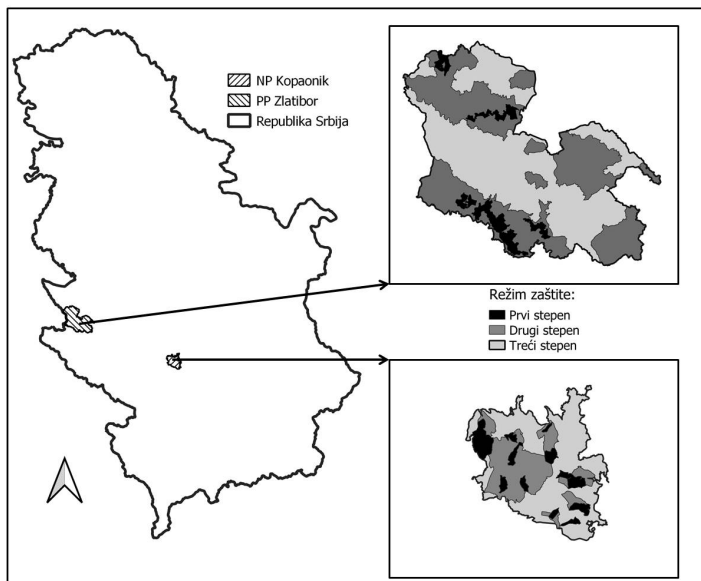 NP Kopaonik
PP Zlatibor
Republika Srbija
Režim zaštite:
Prvi stepen
Drugi stepen
Treći stepen